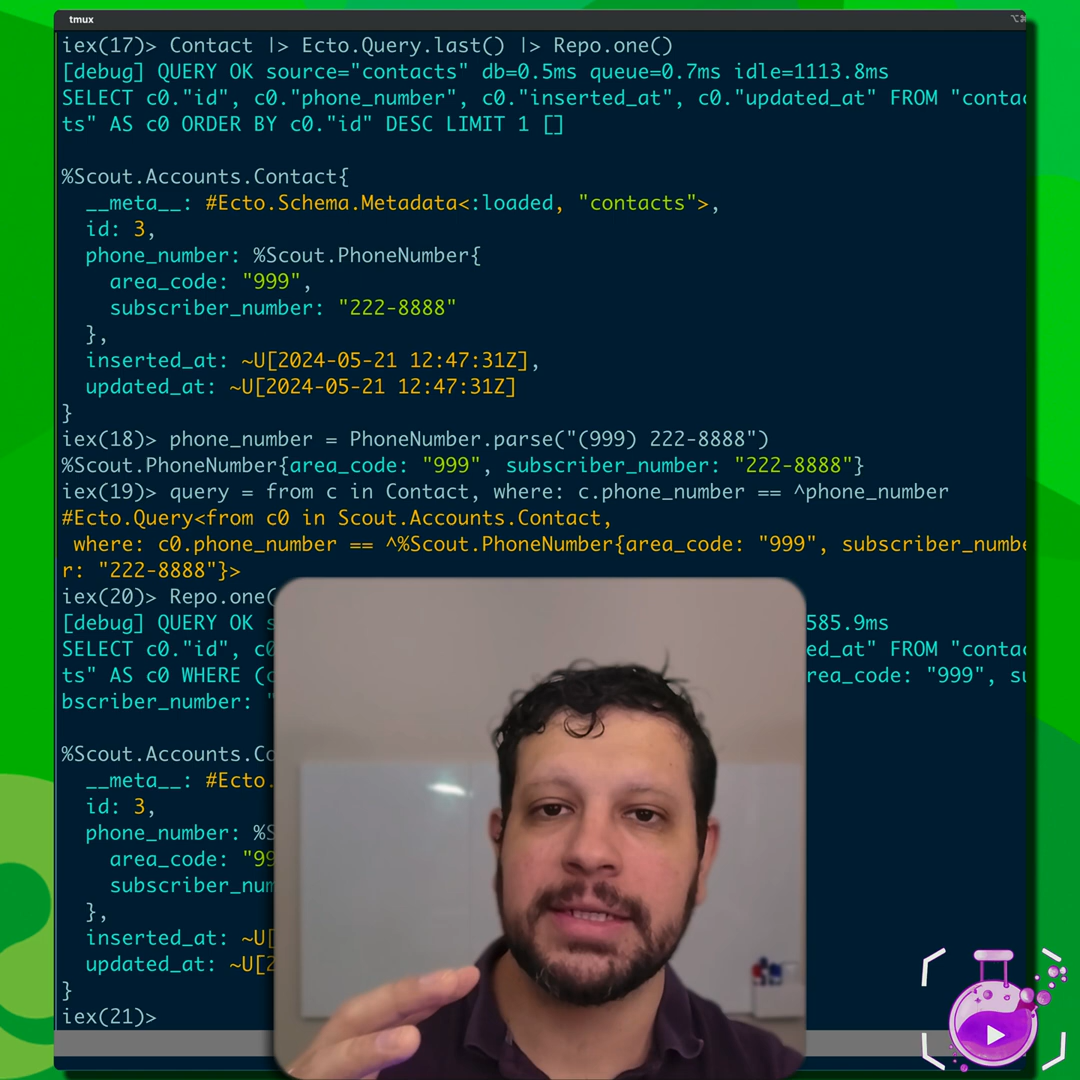 tmux
iex(17)> Contact |> Ecto.Query.last() |> Repo.one()
[debug] QUERY OK source="contacts" db=0.5ms queue=0.7ms idle=1113.8ms
SELECT c0."id", c0."phone_number", c0."inserted_at", c0."updated_at" FROM "contac
ts" AS c0 ORDER BY c0."id" DESC LIMIT 1 []
%Scout.Accounts.Contact{
__meta__: #Ecto.Schema.Metadata<:loaded, "contacts">,
id: 3,
phone_number: %Scout.PhoneNumber{
area_code: "999",
subscriber_number: "222-8888"
},
inserted_at: ~U[2024-05-21 12:47:31Z],
updated_at: ~U[2024-05-21 12:47:31Z]
}
iex(18)> phone_number = PhoneNumber.parse("(999) 222-8888")
%Scout.PhoneNumber{area_code: "999", subscriber_number: "222-8888"}
iex(19)> query = from c in Contact, where: c.phone_number == ^phone_number
#Ecto.Query<from c0 in Scout.Accounts.Contact,
where: c0.phone_number == ^%Scout.PhoneNumber{area_code: "999", subscriber_numbe
r: "222-8888"}>
iex(20)> Repo.one(
[debug] QUERY OK s 585.9ms
SELECT c0."id", c0 ed_at" FROM "contac
ts" AS c0 WHERE (c rea_code: "999", su
bscriber_number: "
%Scout.Accounts.Co
__meta__: #Ecto.
id: 3,
phone_number: %S
area_code: "99
subscriber_num
},
inserted_at: ~U[
updated_at: ~U[2
}
iex(21)>